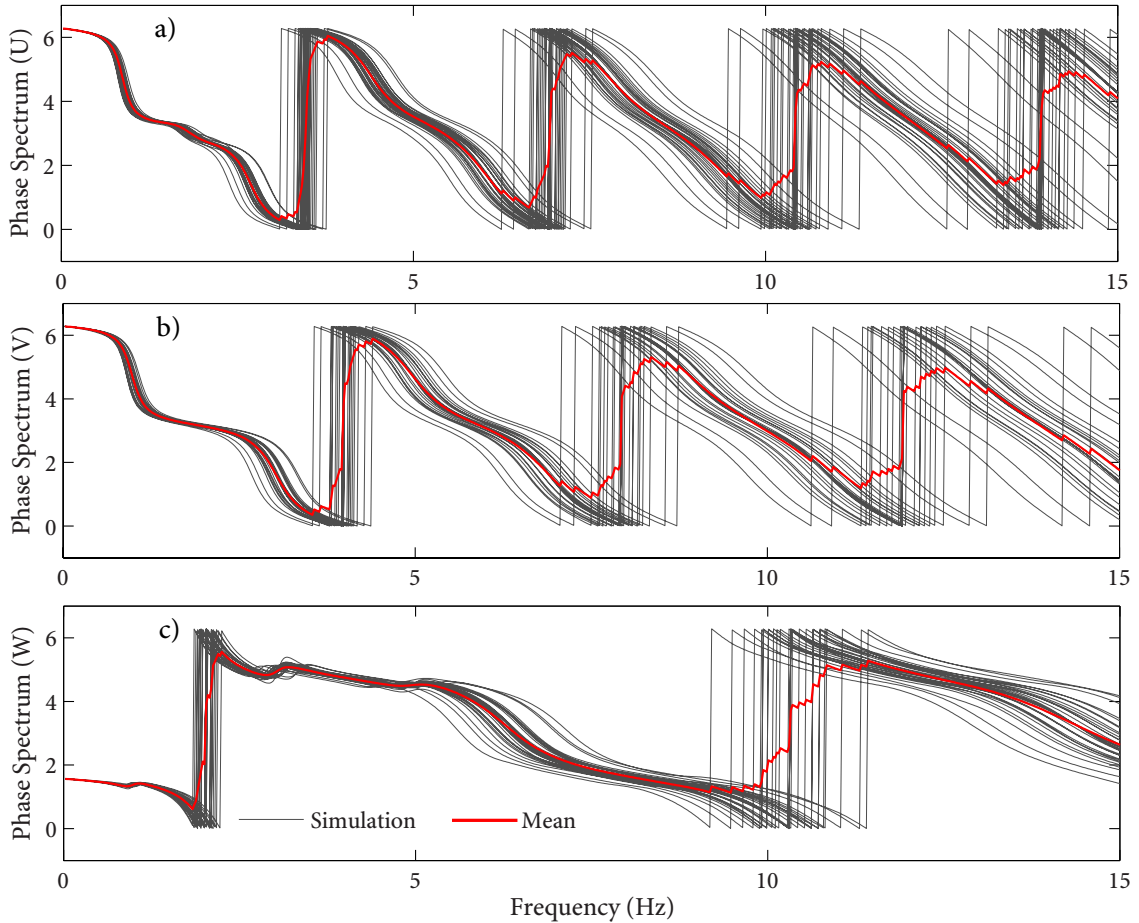 a)
Phase Spectrum (U)
6
4
2
0
0 5 10 15
b)
Phase Spectrum (V)
6
4
2
0
0 5 10 15
c)
Phase Spectrum (W)
6
4
2
0
Simulation Mean
0 5 10 15
Frequency (Hz)